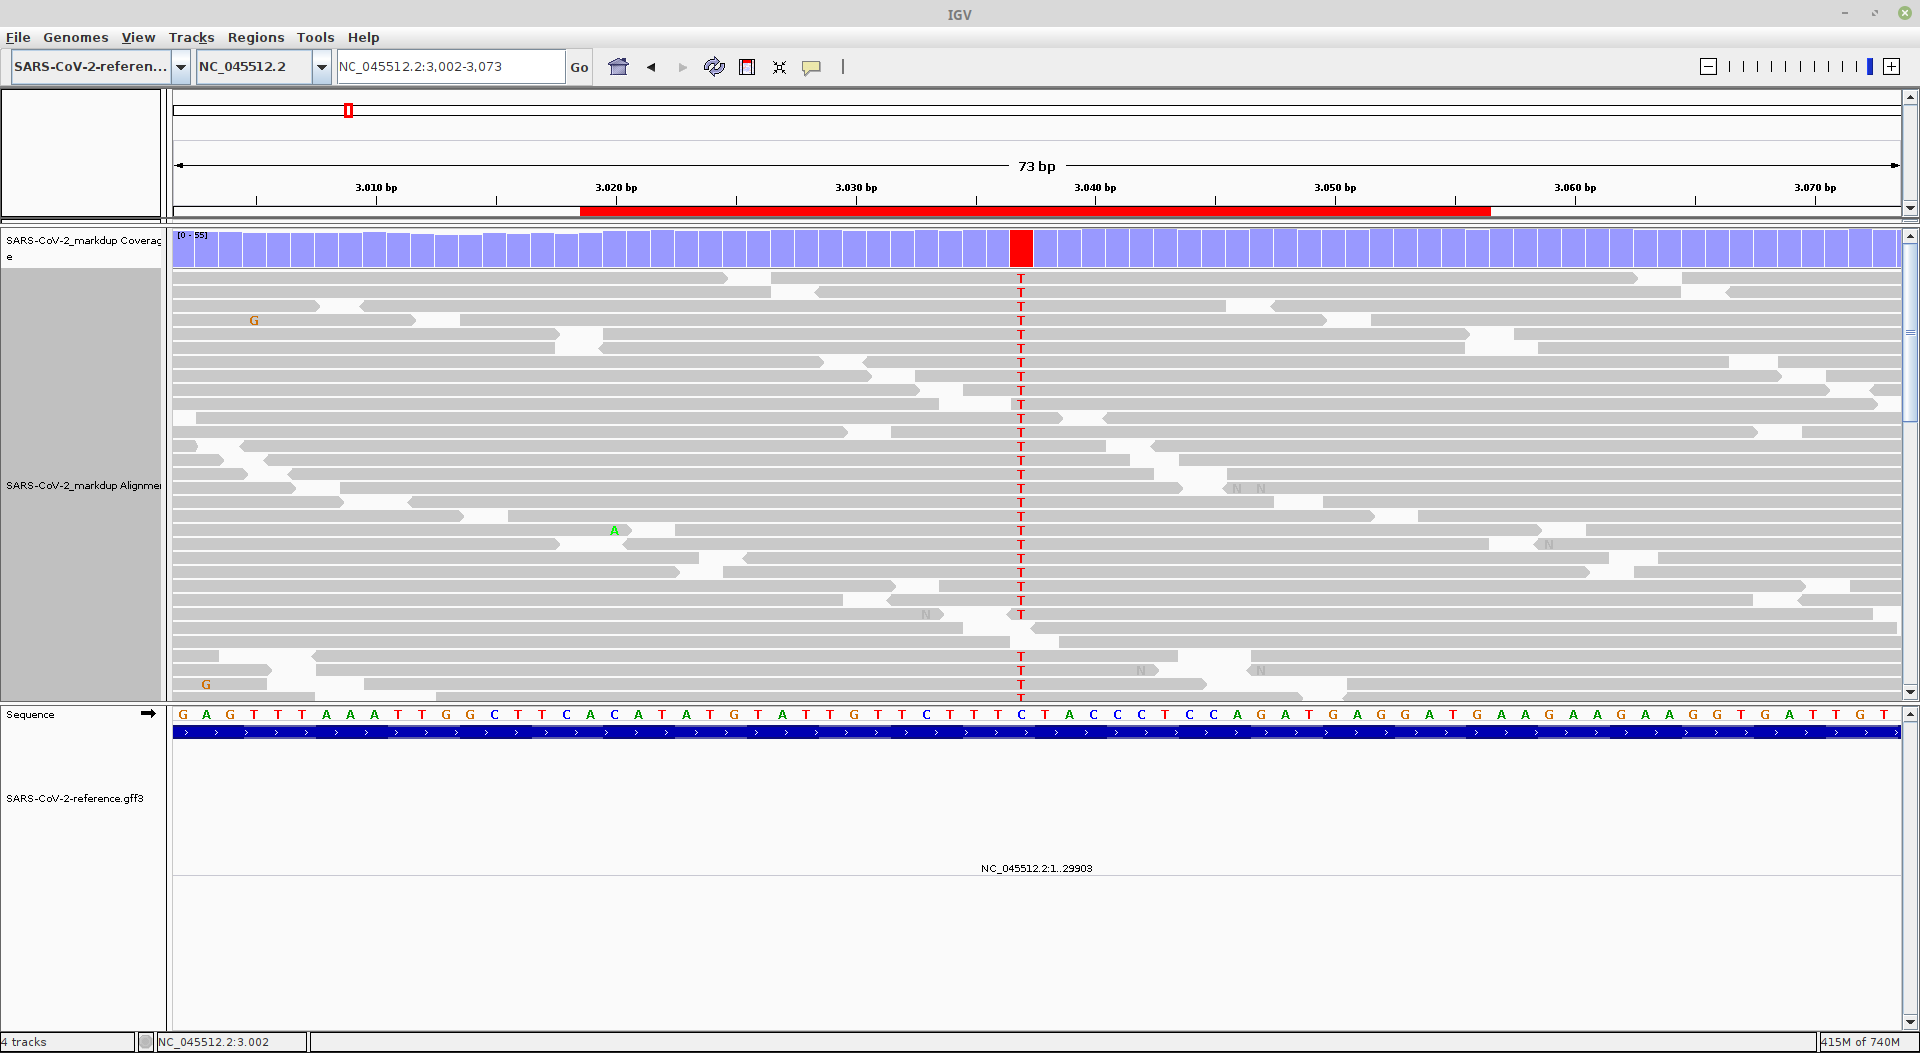 IGV
File Genomes View Tracks Regions Tools Help
SARS-CoV-2-referen... NC_045512.2 NC_045512.2:3,002-3,073 Go
73 bp
3.010 bp 3.020 bp 3.030 bp 3.040 bp 3.050 bp 3.060 bp 3.070 bp
SARS-CoV-2_markdup Coverag
e
[0 - 55]
T
T
T
G T
T
T
T
T
T
T
T
T
T
T
T
T N N
T
T
A T
T N
T
T
T
T
N T
T
N T N
G T
T
SARS-CoV-2_markdup Alignmer
Sequence G A G T T T A A A T T G G C T T C A C A T A T G T A T T G T T C T T T C T A C C C T C C A G A T G A G G A T G A A G A A G A A G G T G A T T G T
SARS-CoV-2-reference.gff3
NC_045512.2:1..29903
4 tracks NC_045512.2:3.002 415M of 740M